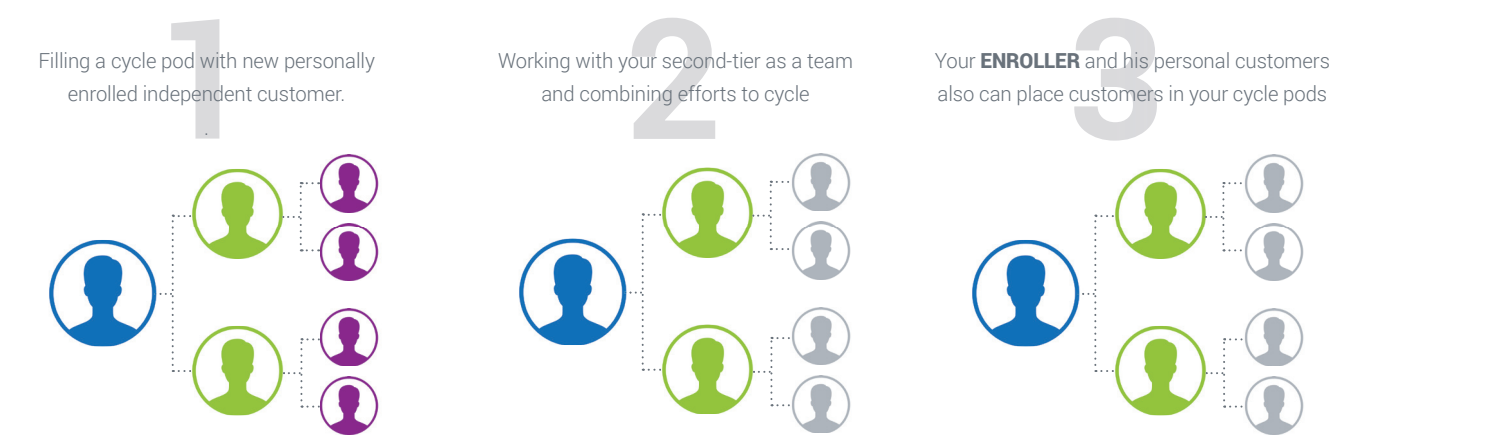 1
Filling a cycle pod with new personally
enrolled independent customer.
.
2
Working with your second-tier as a team
and combining efforts to cycle
3
Your ENROLLER and his personal customers
also can place customers in your cycle pods